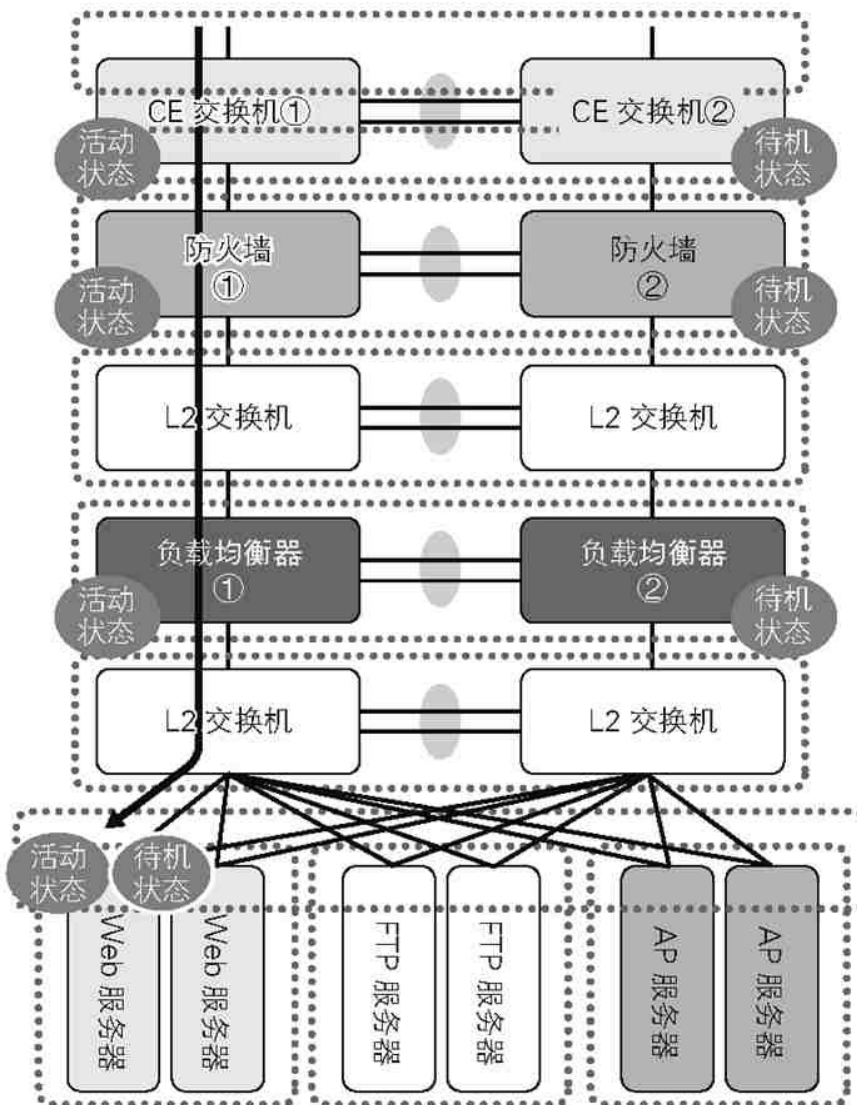 CE 交换机①
CE 交换机②
活动
状态
待机
状态
防火墙
①
防火墙
②
活动
状态
待机
状态
L2 交换机
L2 交换机
负载均衡器
①
负载均衡器
②
活动
状态
待机
状态
L2 交换机
L2 交换机
活动
状态
待机
状态
Web 服务器
Web 服务器
FTP 服务器
FTP 服务器
AP 服务器
AP 服务器